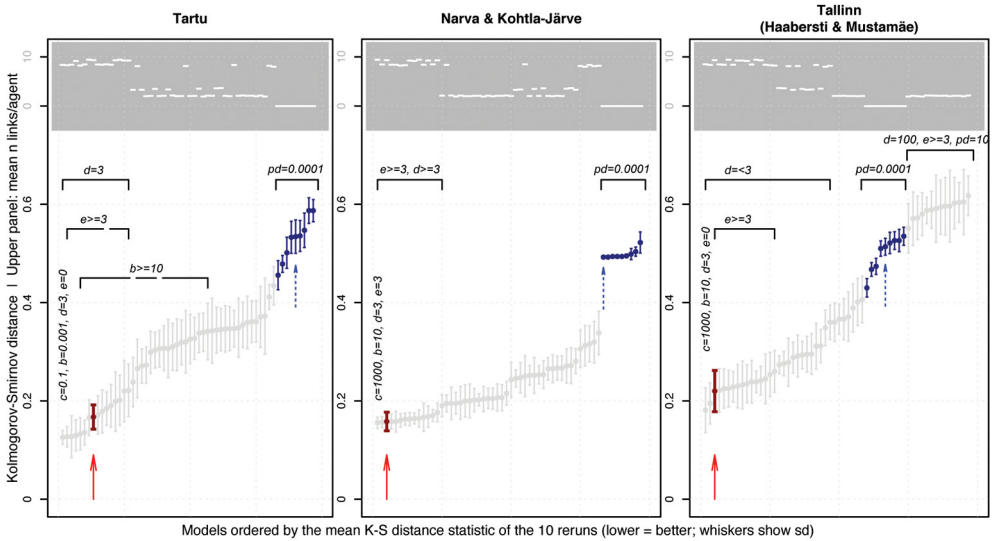 Tartu
Narva & Kohtla-Järve
Tallinn
(Haabersti & Mustamäe)
Kolmogorov-Smirnov distance | Upper panel: mean n links/agent
10
0
0.6
0.4
0.2
0
d=3
e>=3
b>=10
pd=0.0001
c=0.1, b=0.001, d=3, e=0
10
0
0.6
0.4
0.2
0
e>=3, d>=3
pd=0.0001
c=1000, b=10, d=3, e=3
10
0
0.6
0.4
0.2
0
d=100, e>=3, pd=10
d=<3
pd=0.0001
e>=3
c=1000, b=10, d=3, e=0
Models ordered by the mean K-S distance statistic of the 10 reruns (lower = better; whiskers show sd)